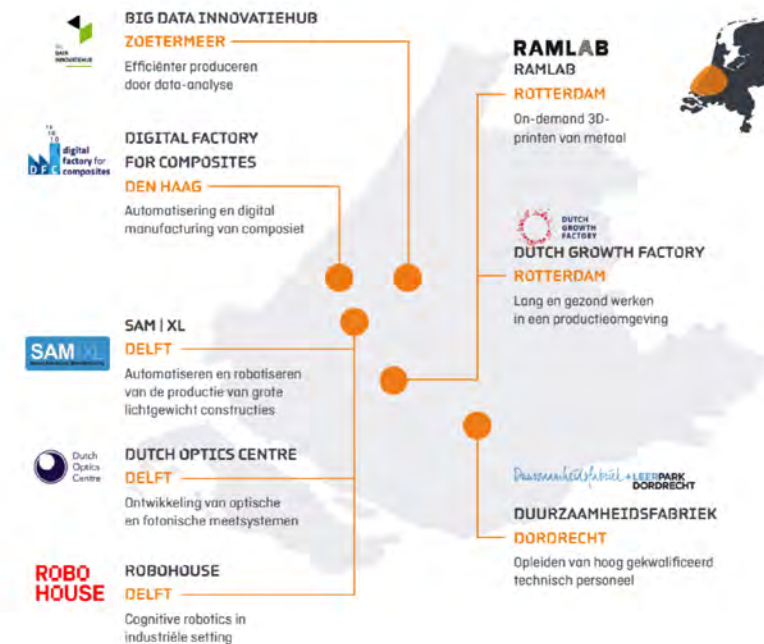 BIG
DATA
INNOVATIEHUB
BIG DATA INNOVATIEHUB
ZOETERMEER
Efficiënter produceren
door data-analyse
digital
factory for
composites
DFC
DIGITAL FACTORY
FOR COMPOSITES
DEN HAAG
Automatisering en digital
manufacturing van composiet
SAM|XL
SAM | XL
DELFT
Automatiseren en robotiseren
van de productie van grote
lichtgewicht constructies
Dutch
Optics
Centre
DUTCH OPTICS CENTRE
DELFT
Ontwikkeling van optische
en fotonische meetsystemen
ROBO
HOUSE
ROBOHOUSE
DELFT
Cognitive robotics in
industriële setting
RAMLAB
RAMLAB
ROTTERDAM
On-demand 3D-
printen van metaal
DUTCH
GROWTH
FACTORY
DUTCH GROWTH FACTORY
ROTTERDAM
Lang en gezond werken
in een productieomgeving
Duurzaamheidsfabriek + LEERPARK
DORDRECHT
DUURZAAMHEIDSFABRIEK
DORDRECHT
Opleiden van hoog gekwalificeerd
technisch personeel